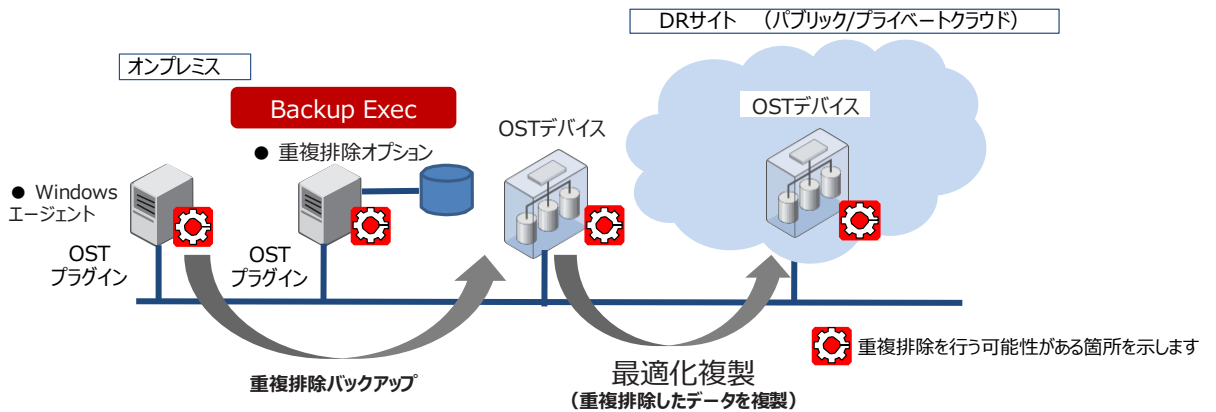 DRサイト （パブリック/プライベートクラウド）
オンプレミス
Backup Exec
OSTデバイス
OSTデバイス
● 重複排除オプション
● Windows
エージェント
OST
プラグイン
OST
プラグイン
重複排除を行う可能性がある箇所を示します
重複排除バックアップ
最適化複製
（重複排除したデータを複製）